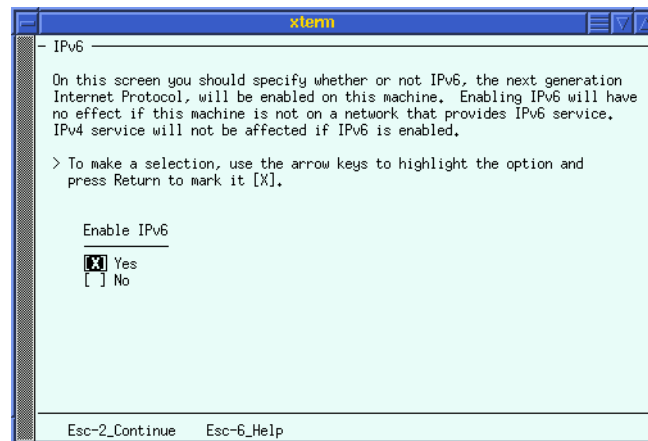 xterm
IPv6
On this screen you should specify whether or not IPv6, the next generation
Internet Protocol, will be enabled on this machine.  Enabling IPv6 will have
no effect if this machine is not on a network that provides IPv6 service.
IPv4 service will not be affected if IPv6 is enabled.
> To make a selection, use the arrow keys to highlight the option and
press Return to mark it [X].
Enable IPv6
[X] Yes
[ ] No
Esc-2_Continue    Esc-6_Help